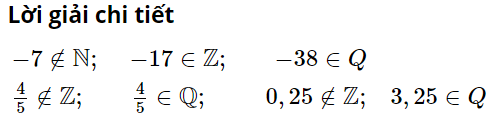 Lời giải chi tiết
−7 ∉ ℕ; −17 ∈ ℤ; −38 ∈ Q
4/5 ∉ ℤ; 4/5 ∈ ℚ; 0,25 ∉ ℤ; 3,25 ∈ Q